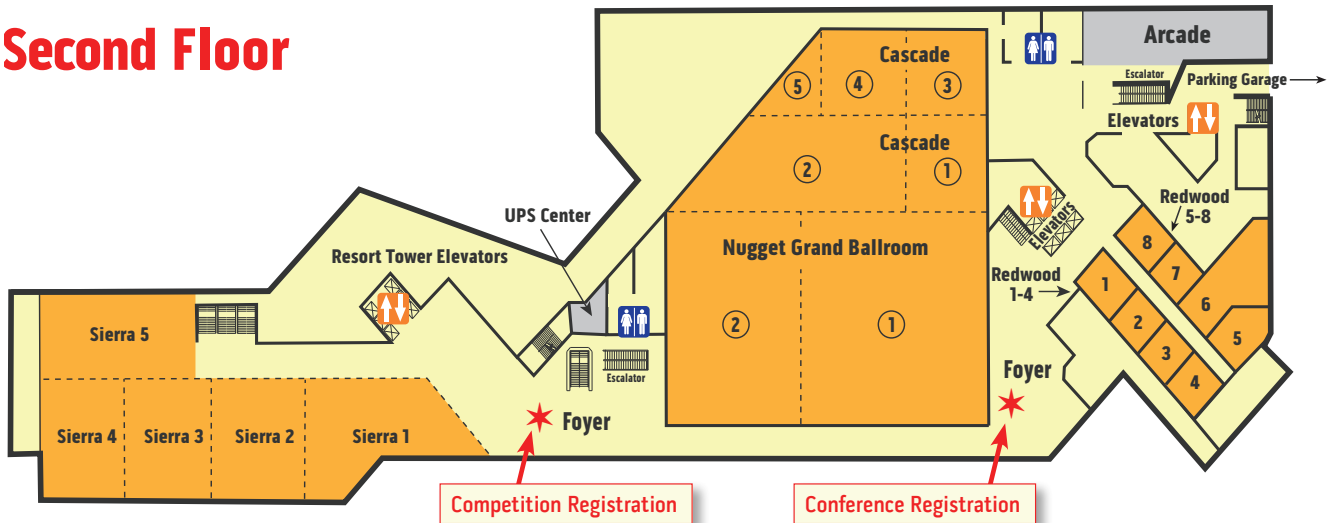 Second Floor
Arcade
Cascade
5
4
3
Escalator
Parking Garage
Elevators
Cascade
2
1
Redwood
5-8
UPS Center
Elevators
Resort Tower Elevators
Nugget Grand Ballroom
8
7
6
5
Redwood
1-4
1
2
3
4
Sierra 5
2
1
Escalator
Foyer
Foyer
Sierra 4
Sierra 3
Sierra 2
Sierra 1
Competition Registration
Conference Registration